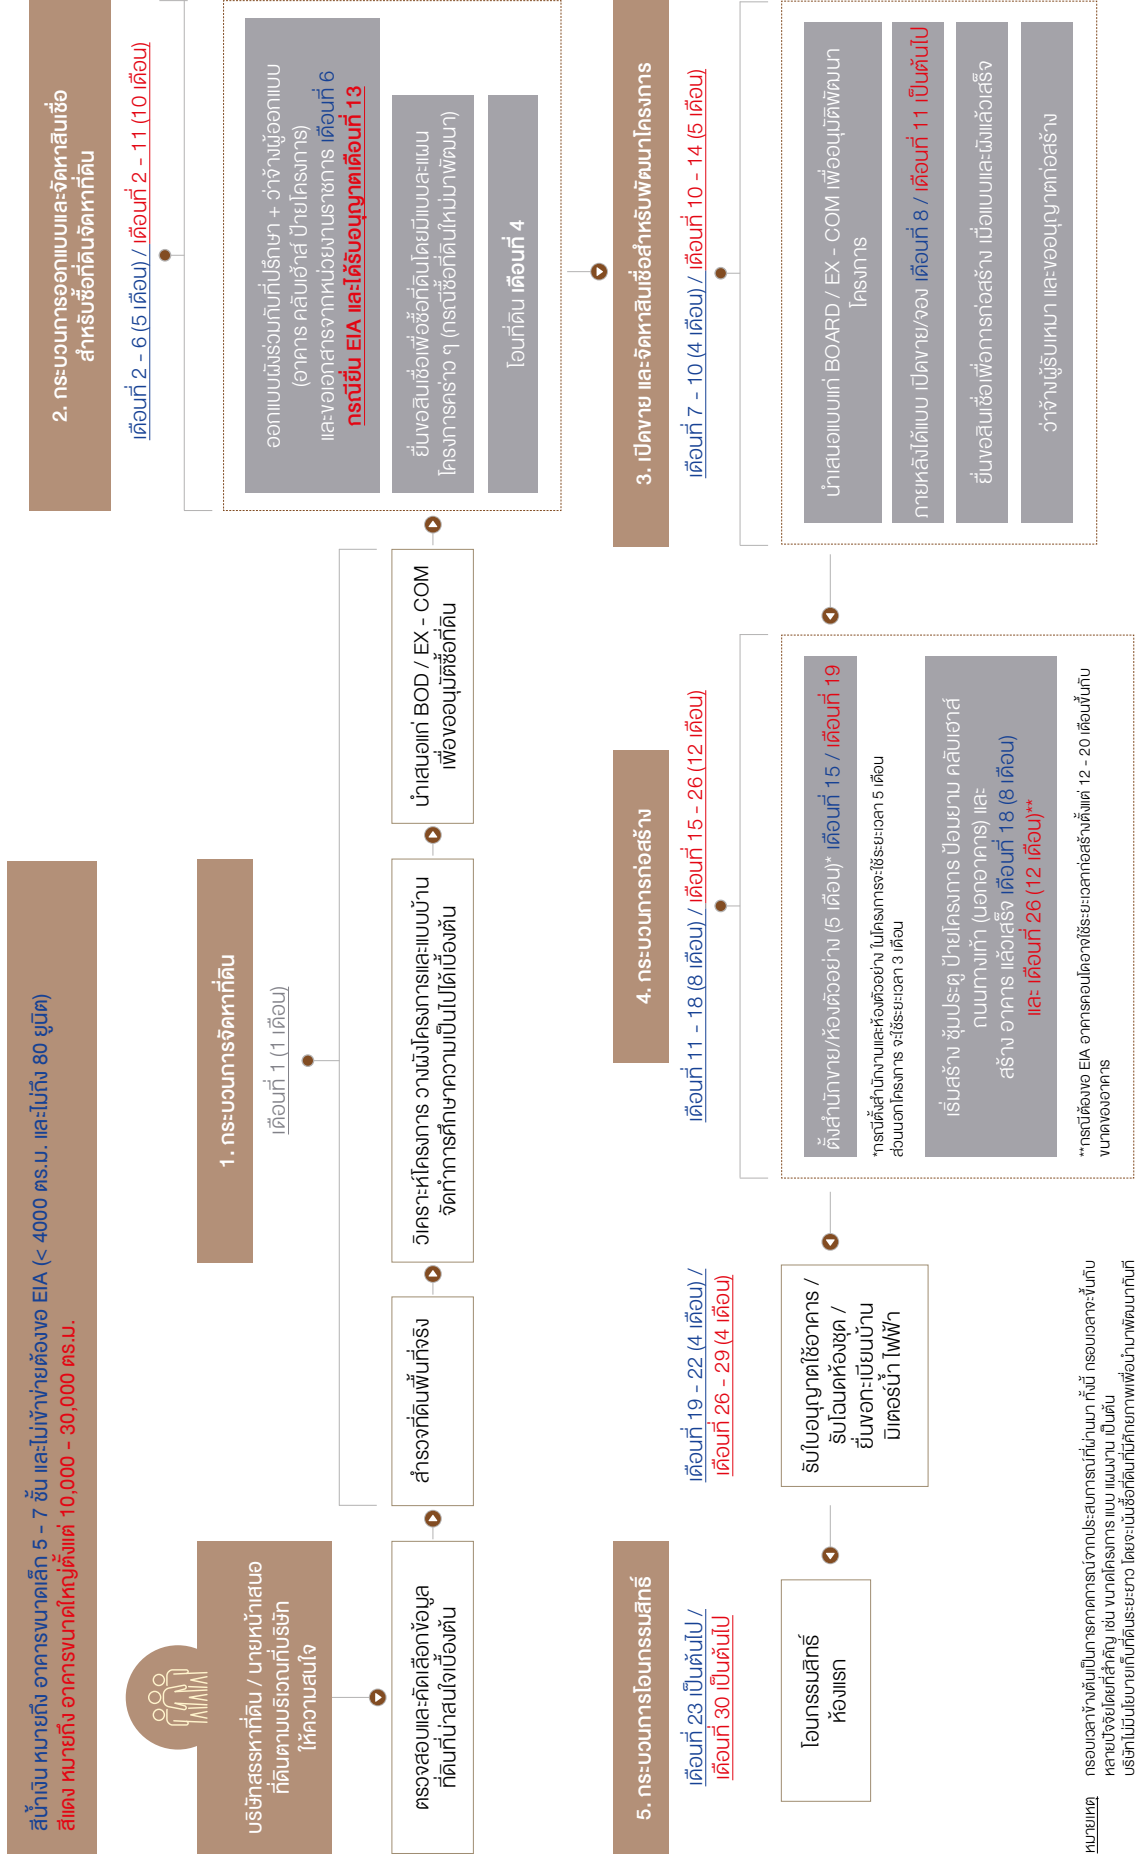 สีน้ำเงิน หมายถึง อาคารขนาดเล็ก 5 - 7 ชั้น และไม่เข้าข่ายต้องขอ EIA (< 4000 ตร.ม. และไม่ถึง 80 ยูนิต)
สีแดง หมายถึง อาคารขนาดใหญ่ตั้งแต่ 10,000 - 30,000 ตร.ม.
บริษัทสรรหาที่ดิน / นายหน้าเสนอ
ที่ดินตามบริเวณที่บริษัท
ให้ความสนใจ
ตรวจสอบและคัดเลือกข้อมูล
ที่ดินที่น่าสนใจเบื้องต้น
1. กระบวนการจัดหาที่ดิน
เดือนที่ 1 (1 เดือน)
สำรวจที่ดินพื้นที่จริง
วิเคราะห์โครงการ วางผังโครงการและแบบบ้าน
จัดทำการศึกษาความเป็นไปได้เบื้องต้น
นำเสนอแก่ BOD / EX - COM
เพื่อขออนุมัติซื้อที่ดิน
2. กระบวนการออกแบบและจัดหาสินเชื่อ
สำหรับซื้อที่ดินจัดหาที่ดิน
เดือนที่ 2 - 6 (5 เดือน) / เดือนที่ 2 - 11 (10 เดือน)
ออกแบบผังร่วมกับที่ปรึกษา + ว่าจ้างผู้ออกแบบ
(อาคาร คลับเฮ้าส์ ป้ายโครงการ)
และขอเอกสารจากหน่วยงานราชการ เดือนที่ 6
กรณียื่น EIA และได้รับอนุญาตเดือนที่ 13
ยื่นขอสินเชื่อเพื่อซื้อที่ดินโดยมีแบบและแผน
โครงการคร่าว ๆ (กรณีซื้อที่ดินใหม่มาพัฒนา)
โอนที่ดิน เดือนที่ 4
3. เปิดขาย และจัดหาสินเชื่อสำหรับพัฒนาโครงการ
เดือนที่ 7 - 10 (4 เดือน) / เดือนที่ 10 - 14 (5 เดือน)
นำเสนอแบบแก่ BOARD / EX - COM เพื่ออนุมัติพัฒนา
โครงการ
ภายหลังได้แบบ เปิดขาย/จอง เดือนที่ 8 / เดือนที่ 11 เป็นต้นไป
ยื่นขอสินเชื่อเพื่อการก่อสร้าง เมื่อแบบและผังแล้วเสร็จ
ว่าจ้างผู้รับเหมา และขออนุญาตก่อสร้าง
4. กระบวนการก่อสร้าง
เดือนที่ 11 - 18 (8 เดือน) / เดือนที่ 15 - 26 (12 เดือน)
ตั้งสำนักขาย/ห้องตัวอย่าง (5 เดือน)* เดือนที่ 15 / เดือนที่ 19
*กรณีตั้งสำนักงานและห้องตัวอย่าง ในโครงการจะใช้ระยะเวลา 5 เดือน
ส่วนนอกโครงการ จะใช้ระยะเวลา 3 เดือน
เริ่มสร้าง ซุ้มประตู ป้ายโครงการ ป้อมยาม คลับเฮาส์
ถนนทางเท้า (นอกอาคาร) และ
สร้าง อาคาร แล้วเสร็จ เดือนที่ 18 (8 เดือน)
และ เดือนที่ 26 (12 เดือน)**
**กรณีต้องขอ EIA อาคารคอนโดอาจใช้ระยะเวลาก่อสร้างตั้งแต่ 12 - 20 เดือนขึ้นกับ
ขนาดของอาคาร
เดือนที่ 19 - 22 (4 เดือน) /
เดือนที่ 26 - 29 (4 เดือน)
รับใบอนุญาตใช้อาคาร /
รับโฉนดห้องชุด /
ยื่นขอทะเบียนบ้าน
มิเตอร์น้ำ ไฟฟ้า
5. กระบวนการโอนกรรมสิทธิ์
เดือนที่ 23 เป็นต้นไป /
เดือนที่ 30 เป็นต้นไป
โอนกรรมสิทธิ์
ห้องแรก
หมายเหตุ กรอบเวลาข้างต้นเป็นการคาดการณ์จากประสบการณ์ที่ผ่านมา ทั้งนี้ กรอบเวลาจะขึ้นกับ
หลายปัจจัยโดยที่สำคัญ เช่น ขนาดโครงการ แบบ แผนงาน เป็นต้น
บริษัทไม่มีนโยบายเก็บที่ดินระยะยาว โดยจะเน้นซื้อที่ดินที่มีศักยภาพเพื่อนำมาพัฒนาทันที